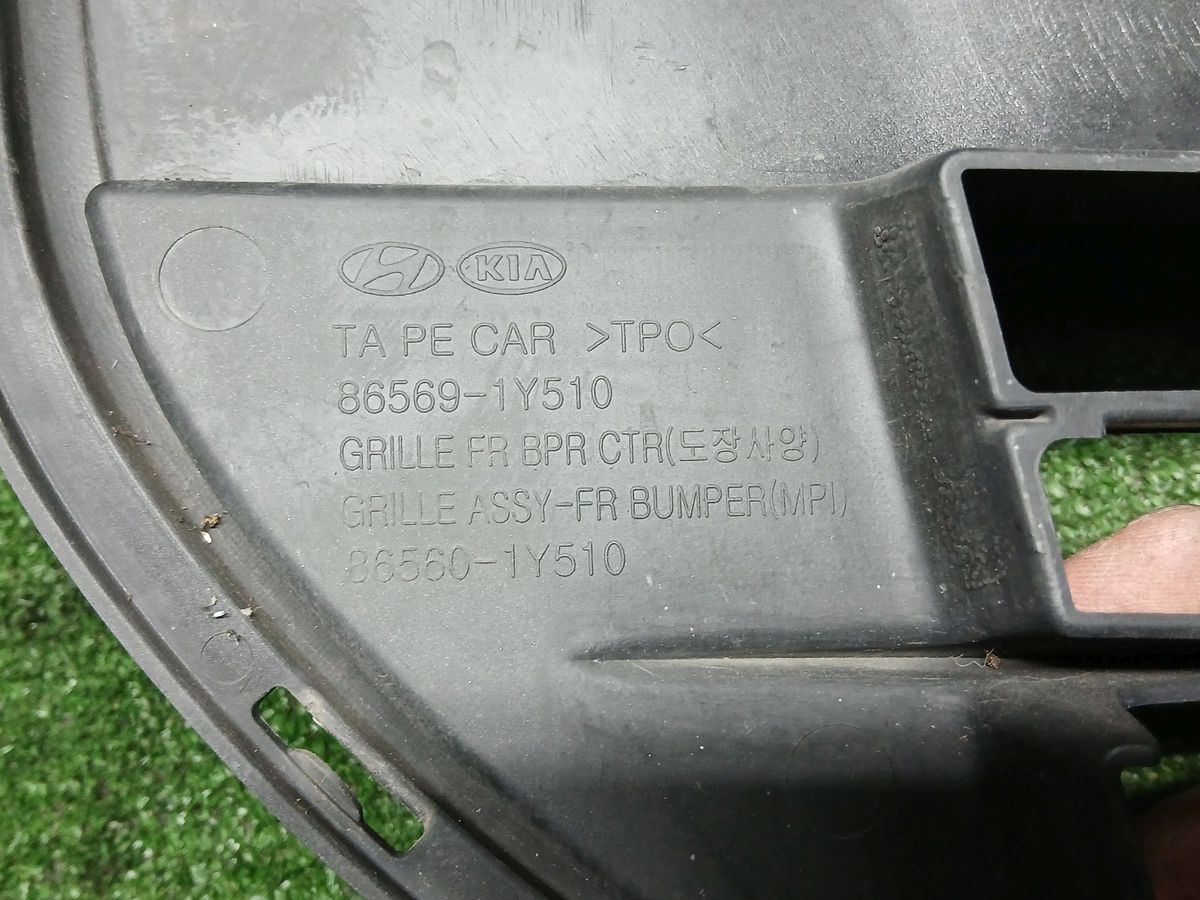 KIA
TA PE CAR >TPO<
86569-1Y510
GRILLE FR BPR CTR(도장사양)
GRILLE ASSY-FR BUMPER(MPI)
86560-1Y510